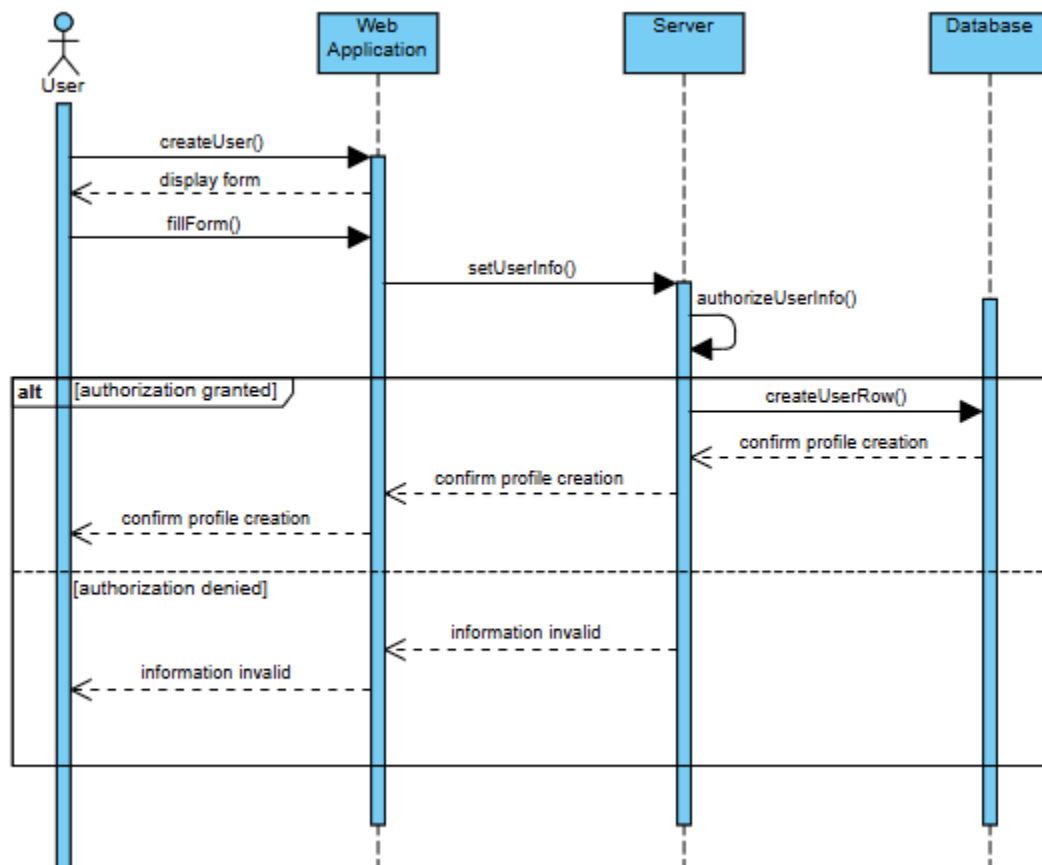 Web
Application
Server
Database
User
createUser()
display form
fillForm()
setUserInfo()
authorizeUserInfo()
alt
[authorization granted]
createUserRow()
confirm profile creation
confirm profile creation
confirm profile creation
[authorization denied]
information invalid
information invalid